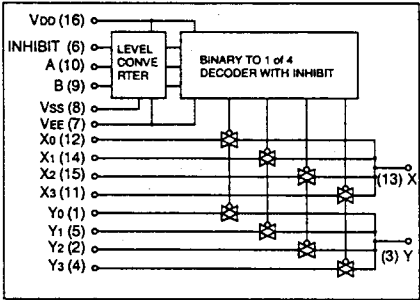 VDD (16)
INHIBIT (6)
A (10)
B (9)
VSS (8)
VEE (7)
X0 (12)
X1 (14)
X2 (15)
X3 (11)
Y0 (1)
Y1 (5)
Y2 (2)
Y3 (4)
LEVEL
CONVE
RTER
BINARY TO 1 of 4
DECODER WITH INHIBIT
(13) X
(3) Y